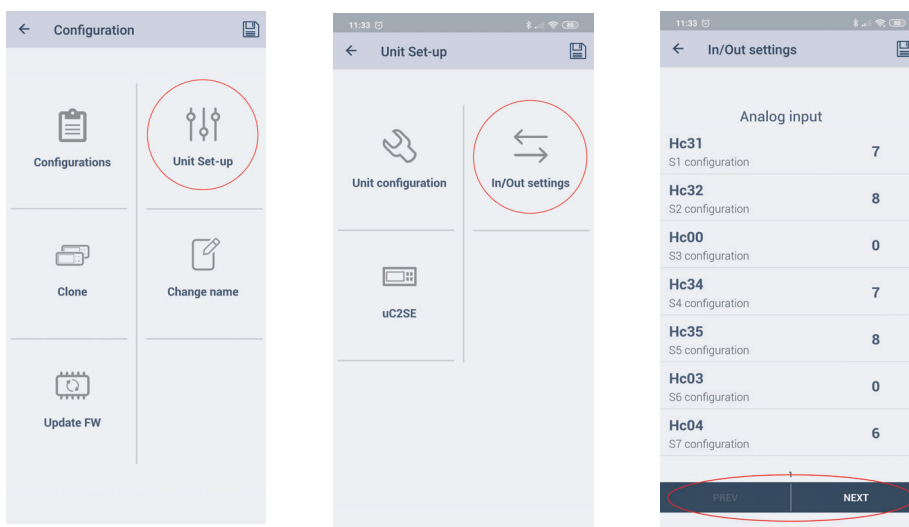 Configuration
Configurations
Unit Set-up
Clone
Change name
Update FW
11:33
Unit Set-up
Unit configuration
In/Out settings
uC2SE
11:33
In/Out settings
Analog input
Hc31
S1 configuration
7
Hc32
S2 configuration
8
Hc00
S3 configuration
0
Hc34
S4 configuration
7
Hc35
S5 configuration
8
Hc03
S6 configuration
0
Hc04
S7 configuration
6
1
PREV
NEXT